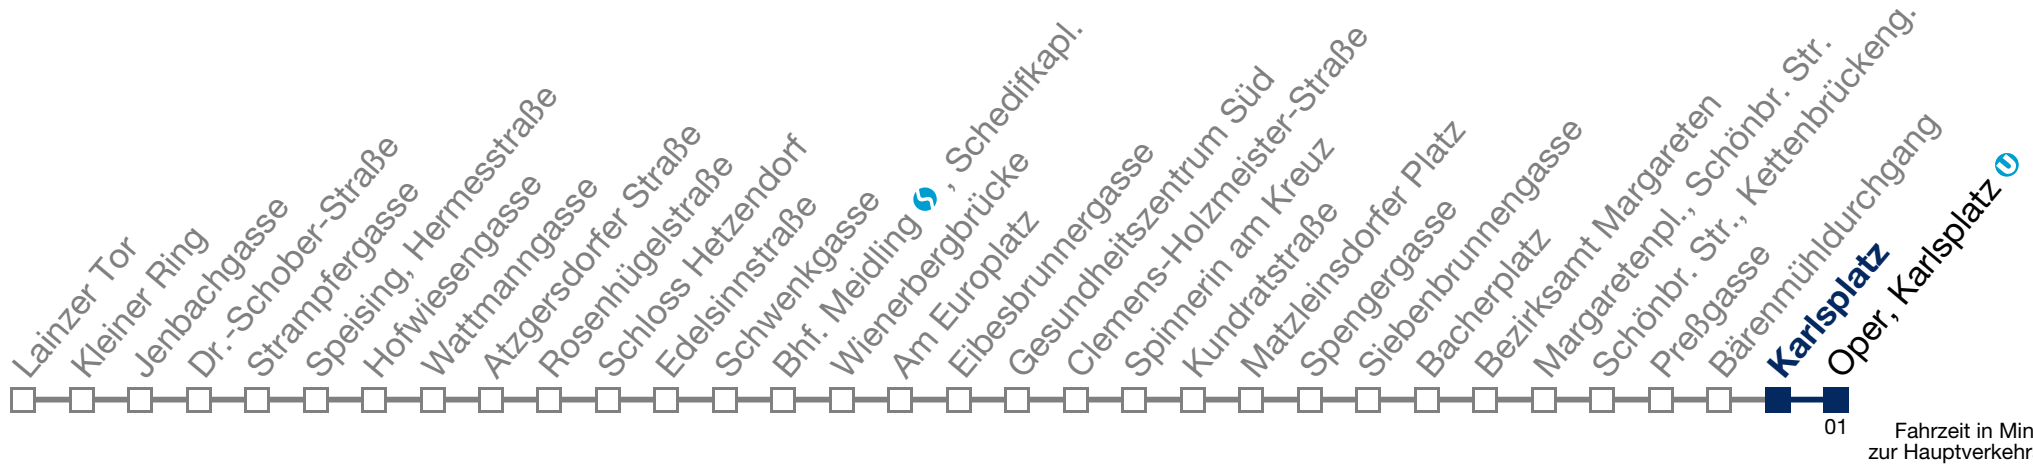 Lainzer Tor
Kleiner Ring
Jenbachgasse
Dr.-Schober-Straße
Strampfergasse
Speising, Hermesstraße
Hofwiesengasse
Wattmanngasse
Atzgersdorfer Straße
Rosenhügelstraße
Schloss Hetzendorf
Edelsinnstraße
Schwenkgasse
Bhf. Meidling S, Schedifkapl.
Wienerbergbrücke
Am Europlatz
Eibesbrunnergasse
Gesundheitszentrum Süd
Clemens-Holzmeister-Straße
Spinnerin am Kreuz
Kundratstraße
Matzleinsdorfer Platz
Spengergasse
Siebenbrunnengasse
Bacherplatz
Bezirksamt Margareten
Margaretenpl., Schönbr. Str.
Schönbr. Str., Kettenbrückeng.
Preßgasse
Bärenmühldurchgang
Karlsplatz
Oper, Karlsplatz U
01
Fahrzeit in Min
zur Hauptverkehr